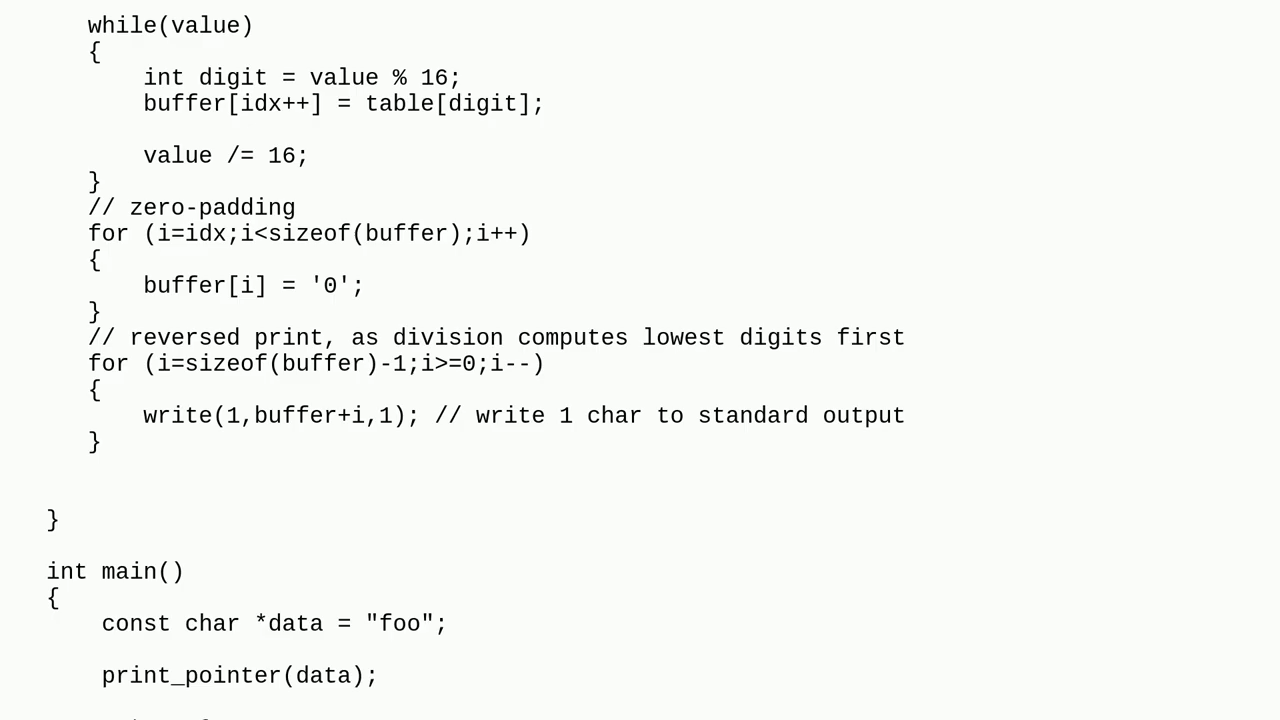 while(value)
{
int digit = value % 16;
buffer[idx++] = table[digit];
value /= 16;
}
// zero-padding
for (i=idx;i<sizeof(buffer);i++)
{
buffer[i] = '0';
}
// reversed print, as division computes lowest digits first
for (i=sizeof(buffer)-1;i>=0;i--)
{
write(1,buffer+i,1); // write 1 char to standard output
}
}
int main()
{
const char *data = "foo";
print_pointer(data);